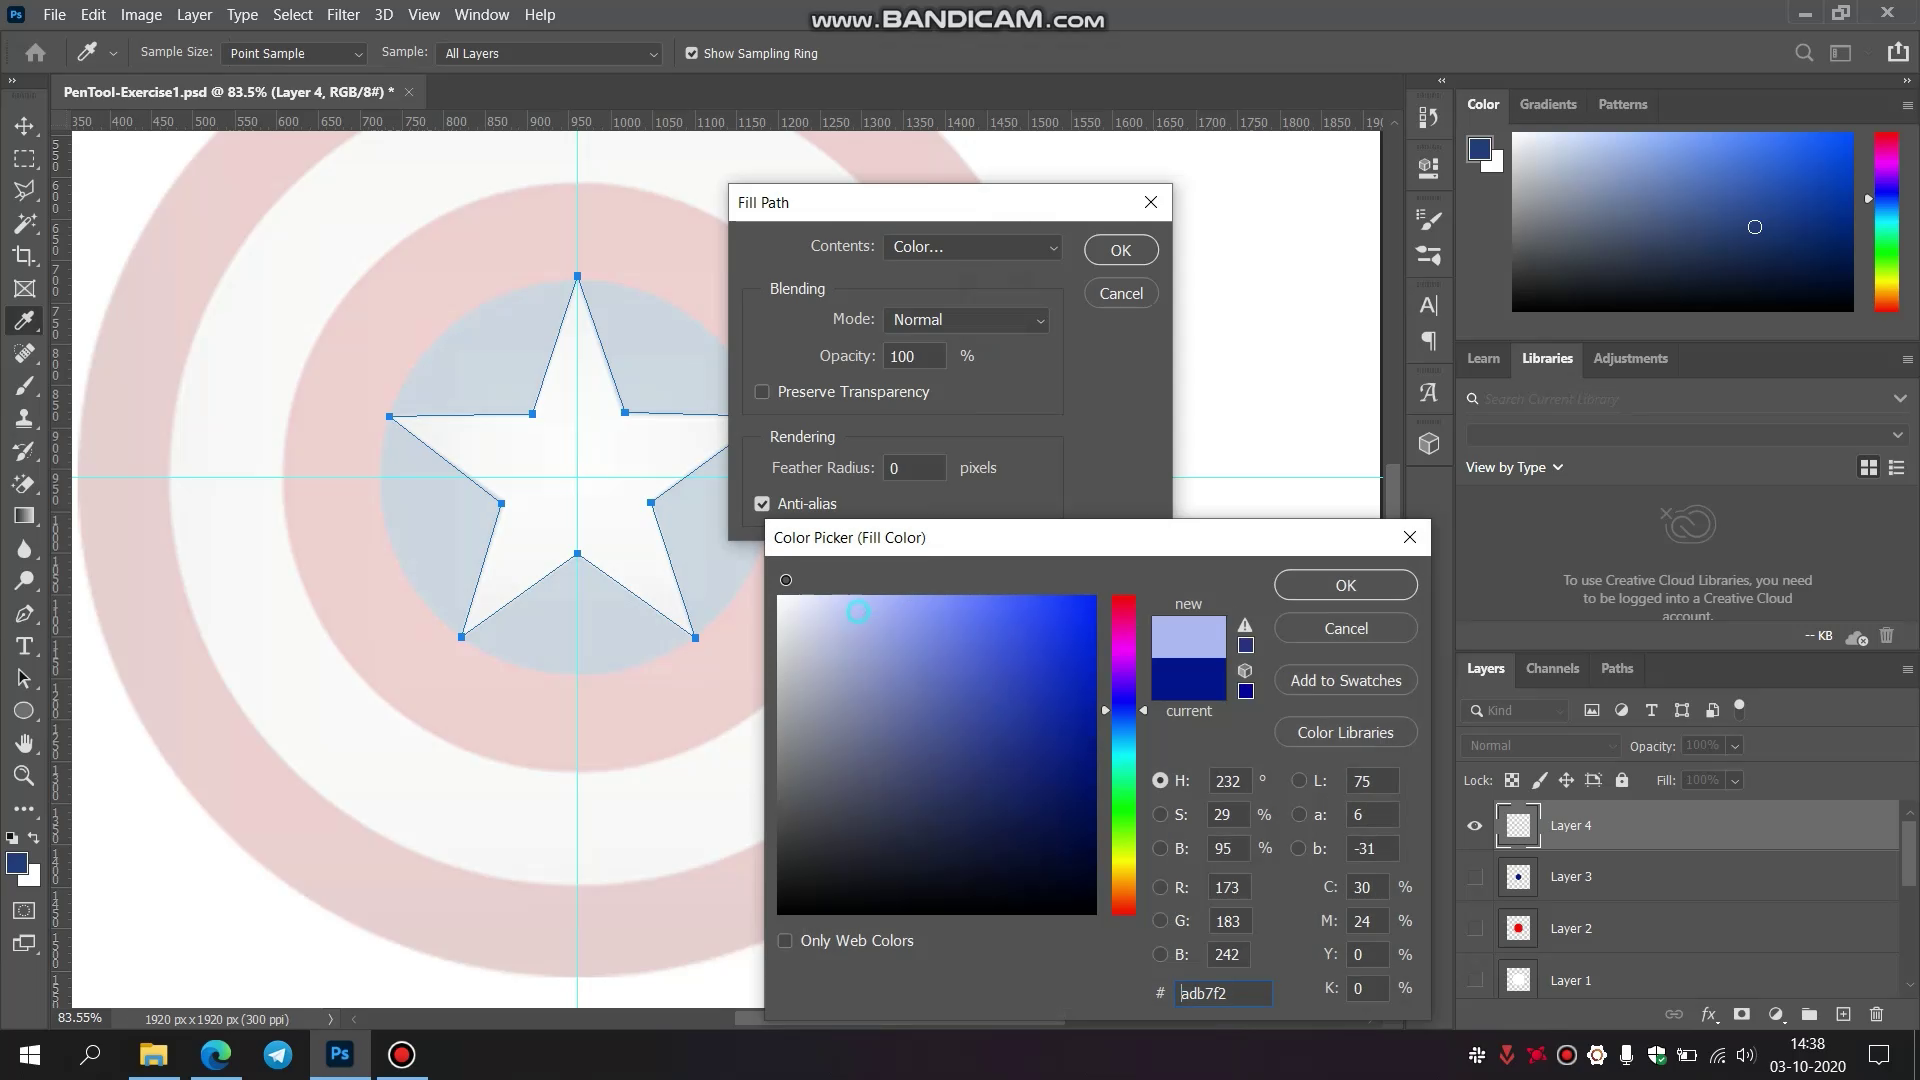 www.BANDICAM.com
Ps File Edit Image Layer Type Select Filter 3D View Window Help
Sample Size: Point Sample Sample: All Layers Show Sampling Ring
PenTool-Exercise1.psd @ 83.5% (Layer 4, RGB/8#) *
350 400 450 500 550 600 650 700 750 800 850 900 950 1000 1050 1100 1150 1200 1250 1300 1350 1400 1450 1500 1550 1600 1650 1700 1750 1800 1850
Color Gradients Patterns
Fill Path
Contents: Color...
OK
Cancel
Blending
Mode: Normal
Opacity: 100 %
Preserve Transparency
Rendering
Feather Radius: 0 pixels
Anti-alias
Color Picker (Fill Color)
new
current
OK
Cancel
Add to Swatches
Color Libraries
H: 232 ° L: 75
S: 29 % a: 6
B: 95 % b: -31
R: 173 C: 30 %
G: 183 M: 24 %
B: 242 Y: 0 %
# adb7f2 K: 0 %
Only Web Colors
Learn Libraries Adjustments
Search Current Library
View by Type
To use Creative Cloud Libraries, you need
to be logged into a Creative Cloud
account.
-- KB
Layers Channels Paths
Kind
Normal Opacity: 100%
Lock: Fill: 100%
Layer 4
Layer 3
Layer 2
Layer 1
83.55% 1920 px x 1920 px (300 ppi)
Ps
14:38
03-10-2020